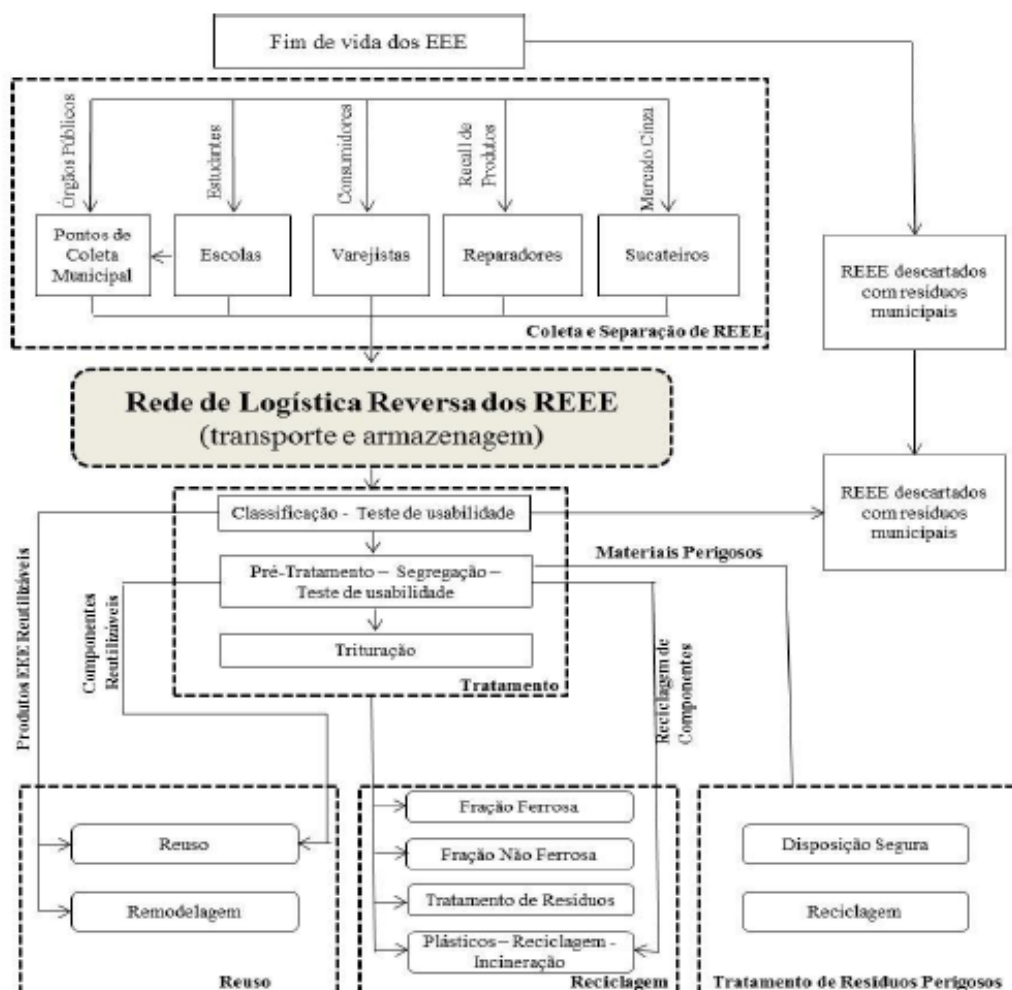 Fim de vida dos EEE
Órgãos Públicos
Estudantes
Consumidores
Recall de
Produtos
Mercado Cinza
Pontos de
Coleta
Municipal
Escolas
Varejistas
Reparadores
Sucateiros
Coleta e Separação de REEE
REEE descartados
com resíduos
municipais
Rede de Logística Reversa dos REEE
(transporte e armazenagem)
REEE descartados
com resíduos
municipais
Classificação - Teste de usabilidade
Pré-Tratamento – Segregação –
Teste de usabilidade
Trituração
Tratamento
Materiais Perigosos
Produtos EEE Reutilizáveis
Componentes
Reutilizáveis
Reciclagem de
Componentes
Reuso
Remodelagem
Reuso
Fração Ferrosa
Fração Não Ferrosa
Tratamento de Resíduos
Plásticos – Reciclagem -
Incineração
Reciclagem
Disposição Segura
Reciclagem
Tratamento de Resíduos Perigosos